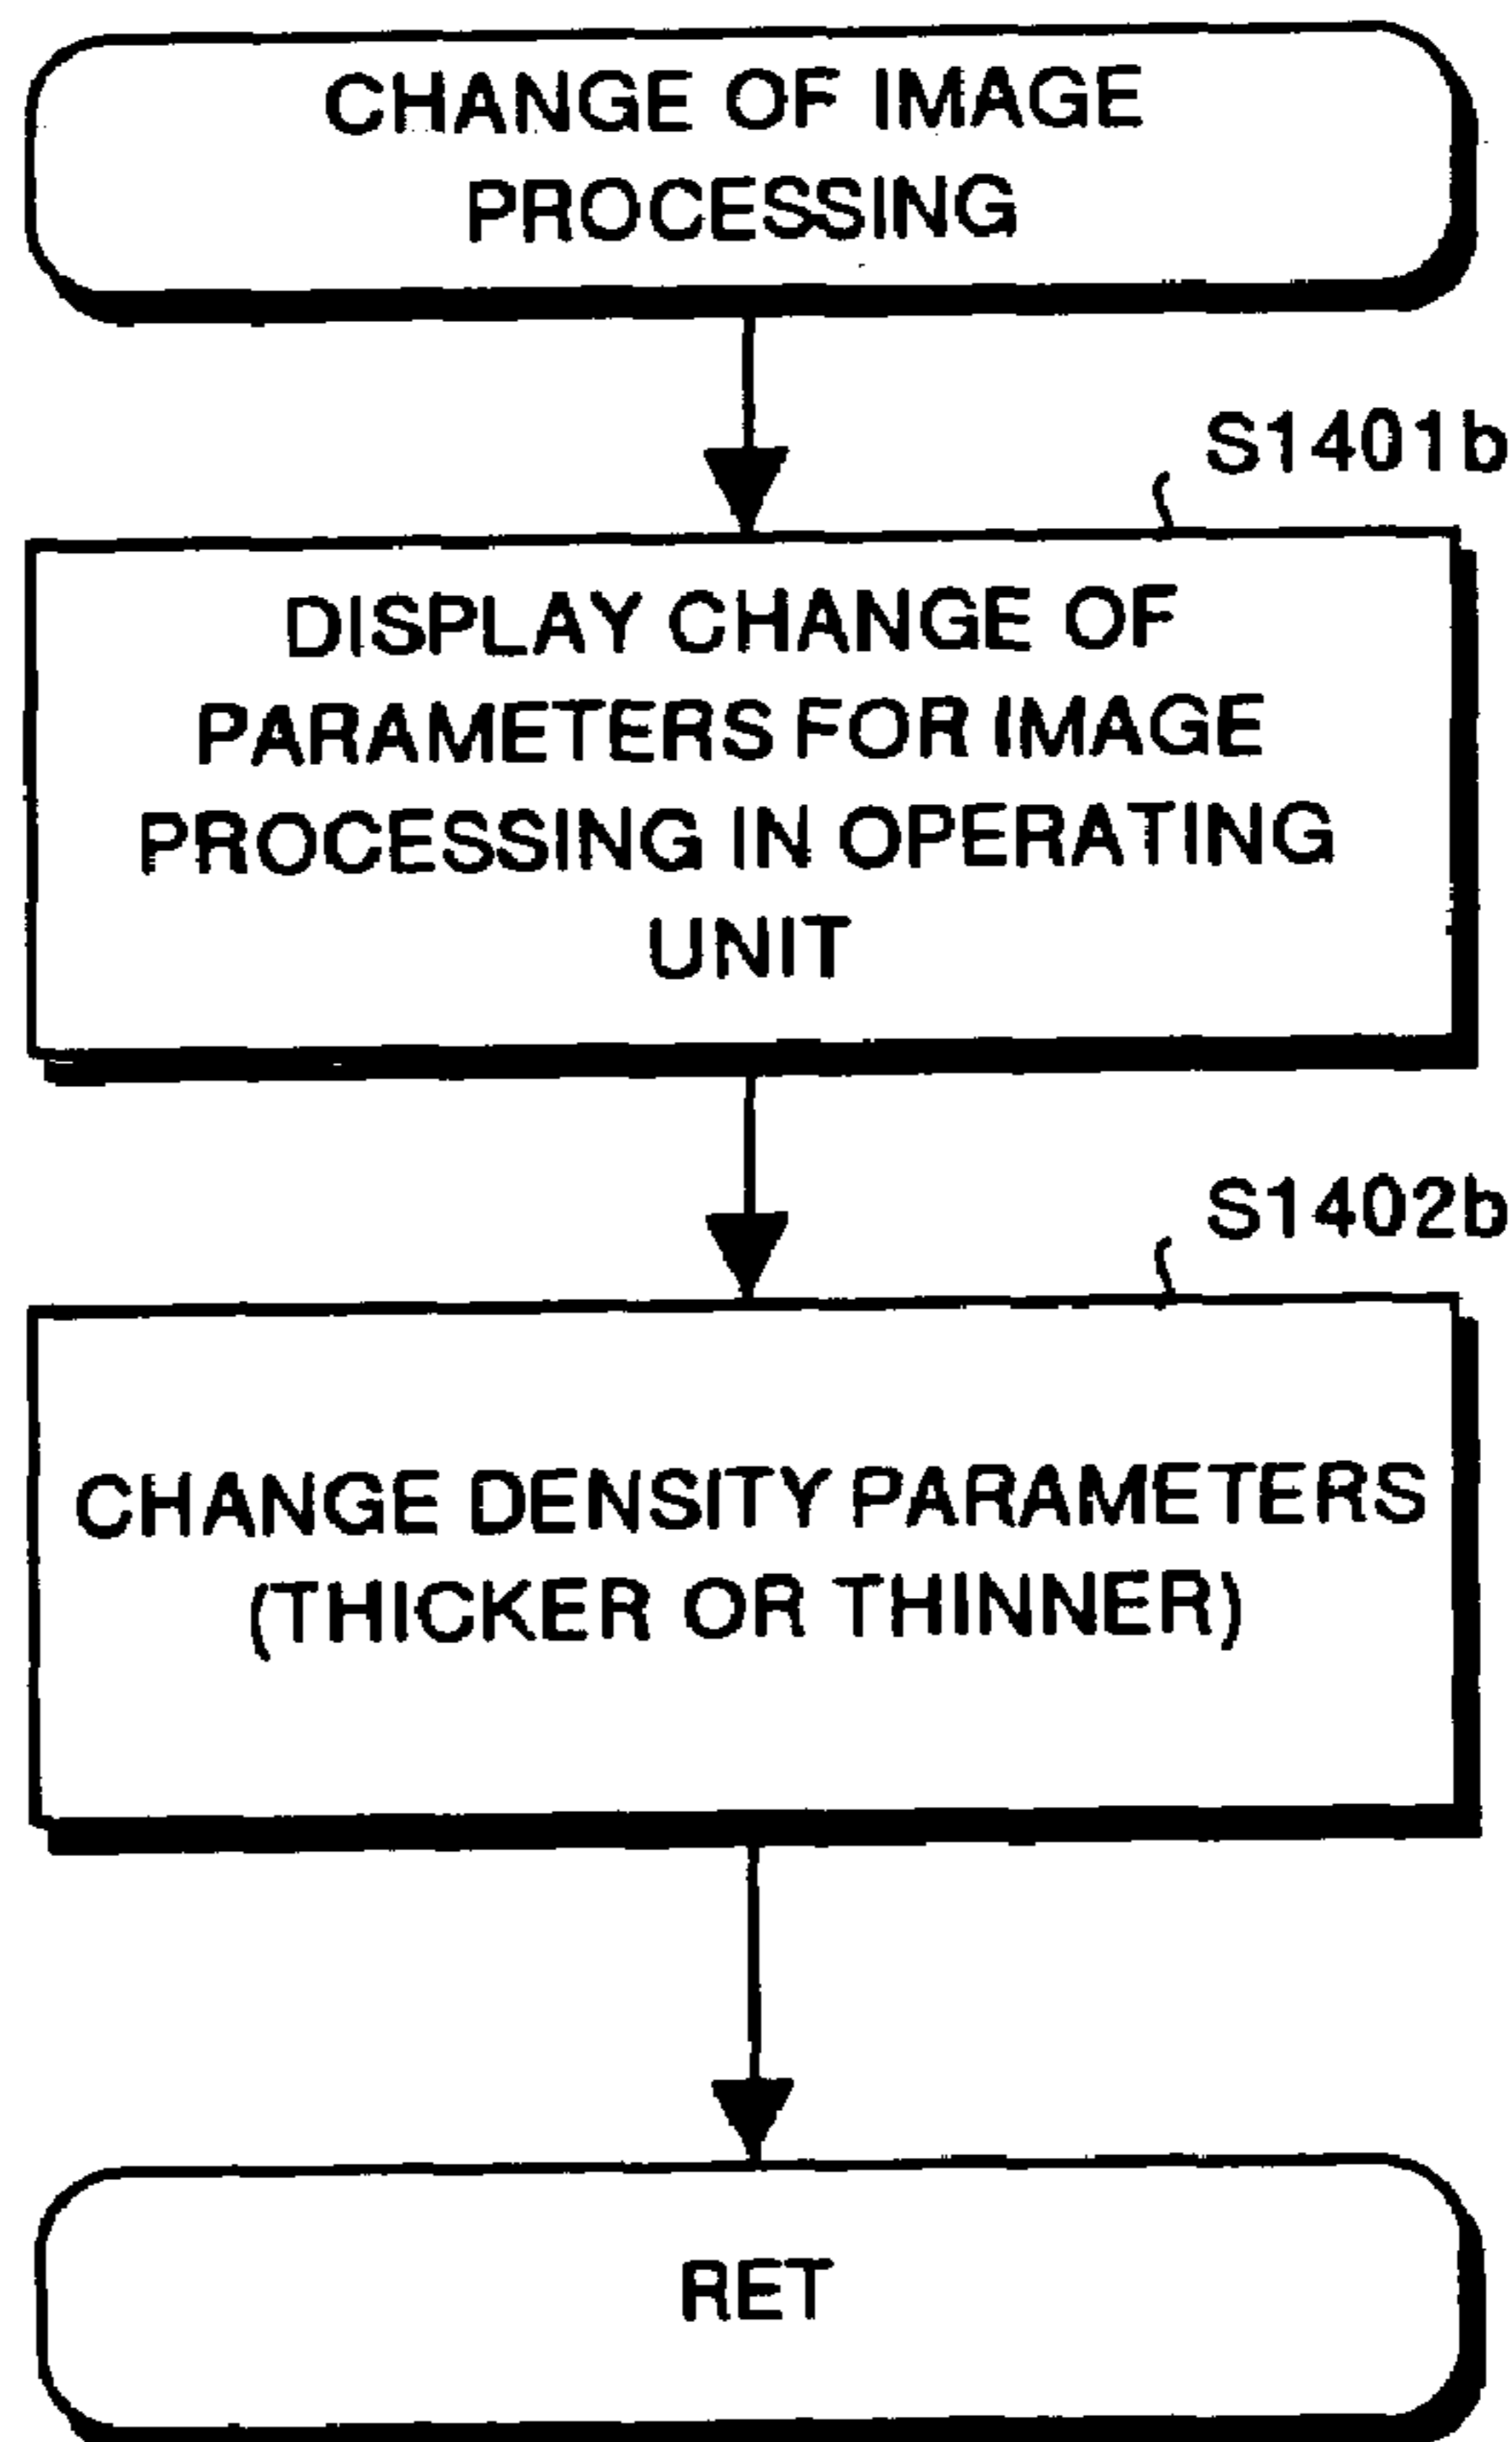 CHANGE OF IMAGE
PROCESSING
S1401b
DISPLAY CHANGE OF
PARAMETERS FOR IMAGE
PROCESSING IN OPERATING
UNIT
S1402b
CHANGE DENSITY PARAMETERS
(THICKER OR THINNER)
RET